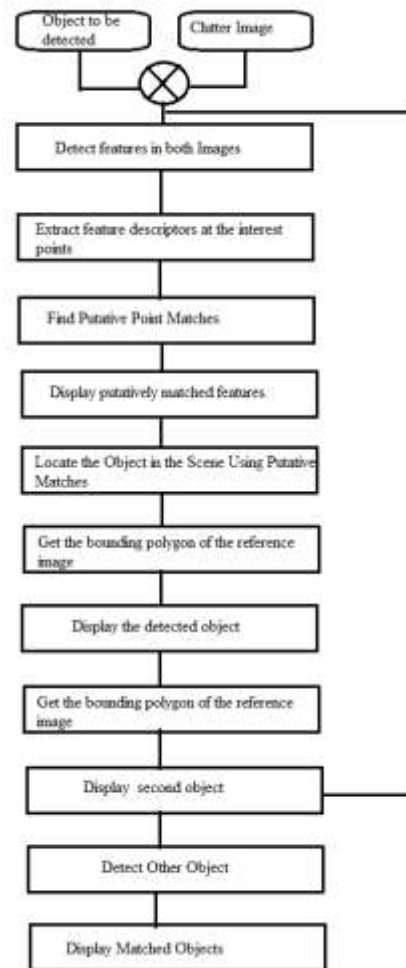 Object to be
detected
Clutter Image
Detect features in both Images
Extract feature descriptors at the interest
points
Find Putative Point Matches
Display putatively matched features
Locate the Object in the Scene Using Putative
Matches
Get the bounding polygon of the reference
image
Display the detected object
Get the bounding polygon of the reference
image
Display second object
Detect Other Object
Display Matched Objects